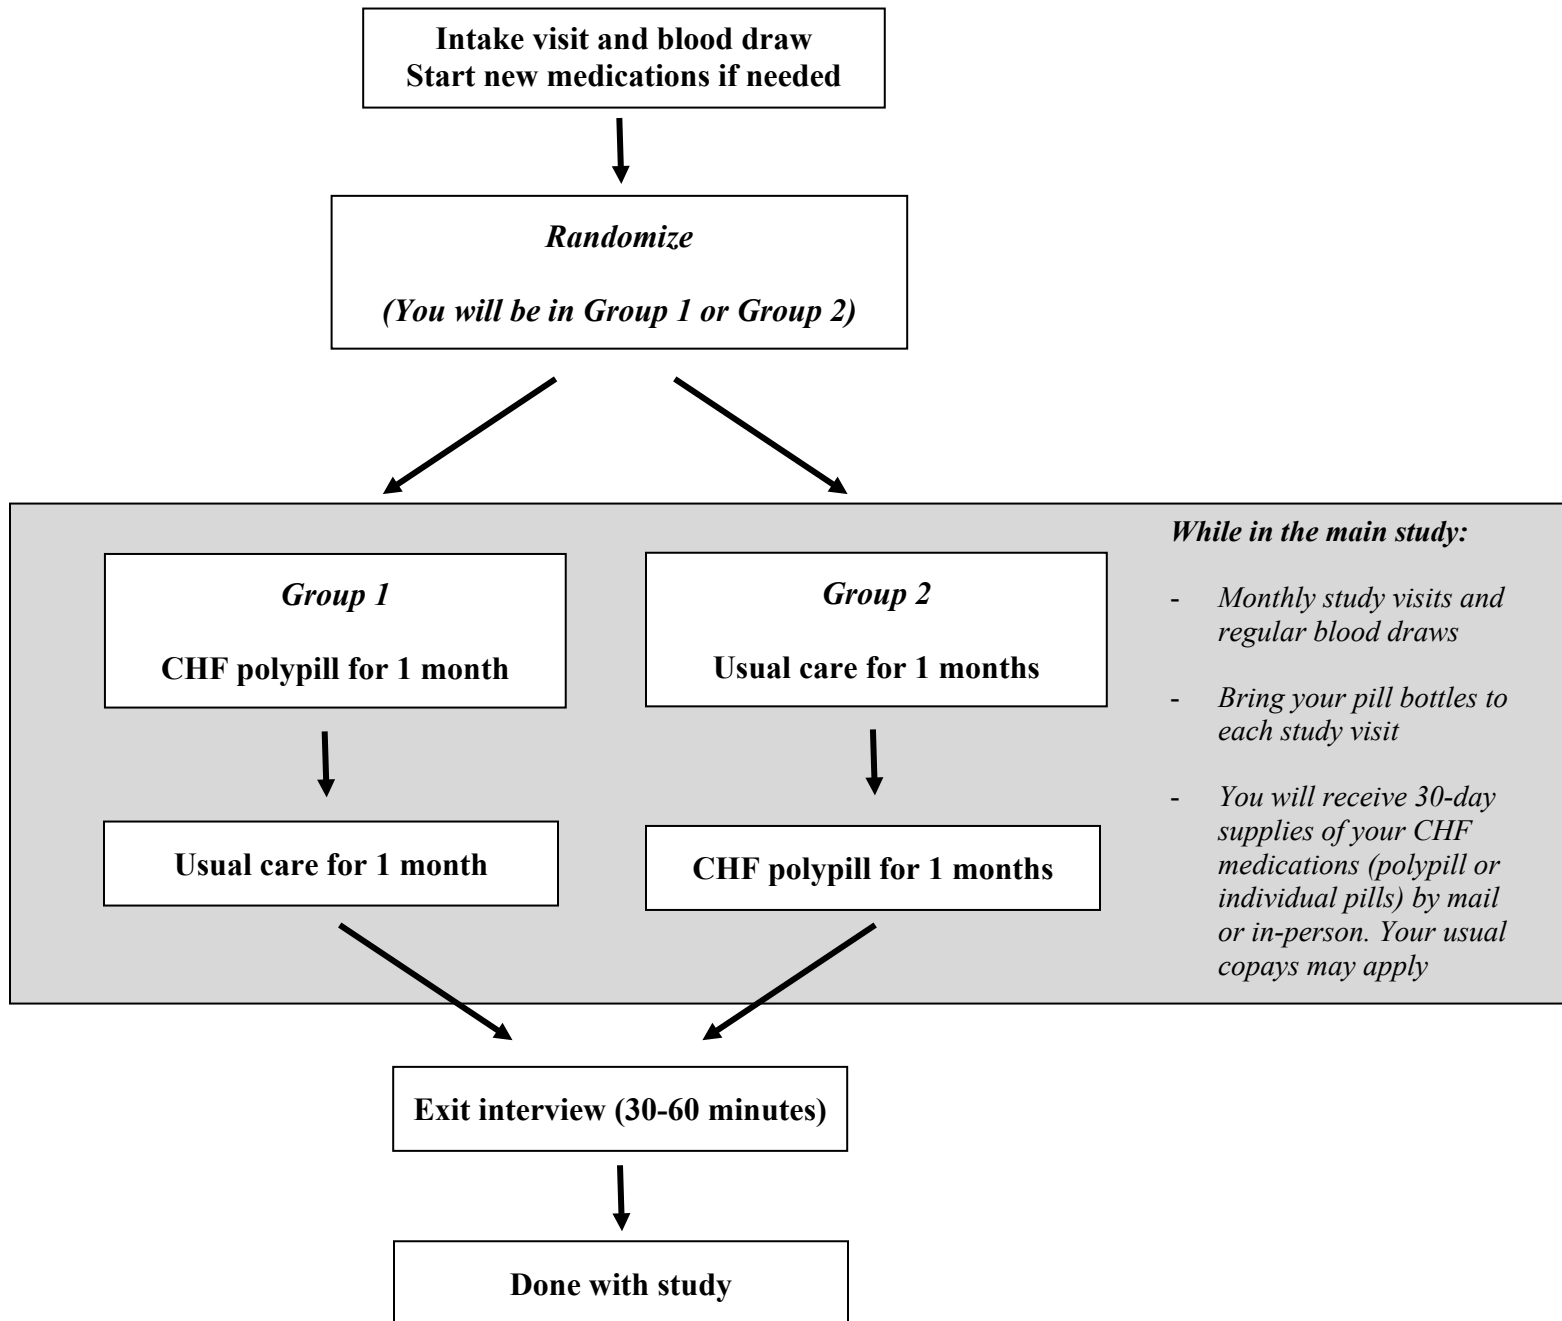 Intake visit and blood draw
Start new medications if needed
Randomize
(You will be in Group 1 or Group 2)
Group 1
CHF polypill for 1 month
Group 2
Usual care for 1 months
Usual care for 1 month
CHF polypill for 1 months
While in the main study:
- Monthly study visits and
regular blood draws
- Bring your pill bottles to
each study visit
- You will receive 30-day
supplies of your CHF
medications (polypill or
individual pills) by mail
or in-person. Your usual
copays may apply
Exit interview (30-60 minutes)
Done with study